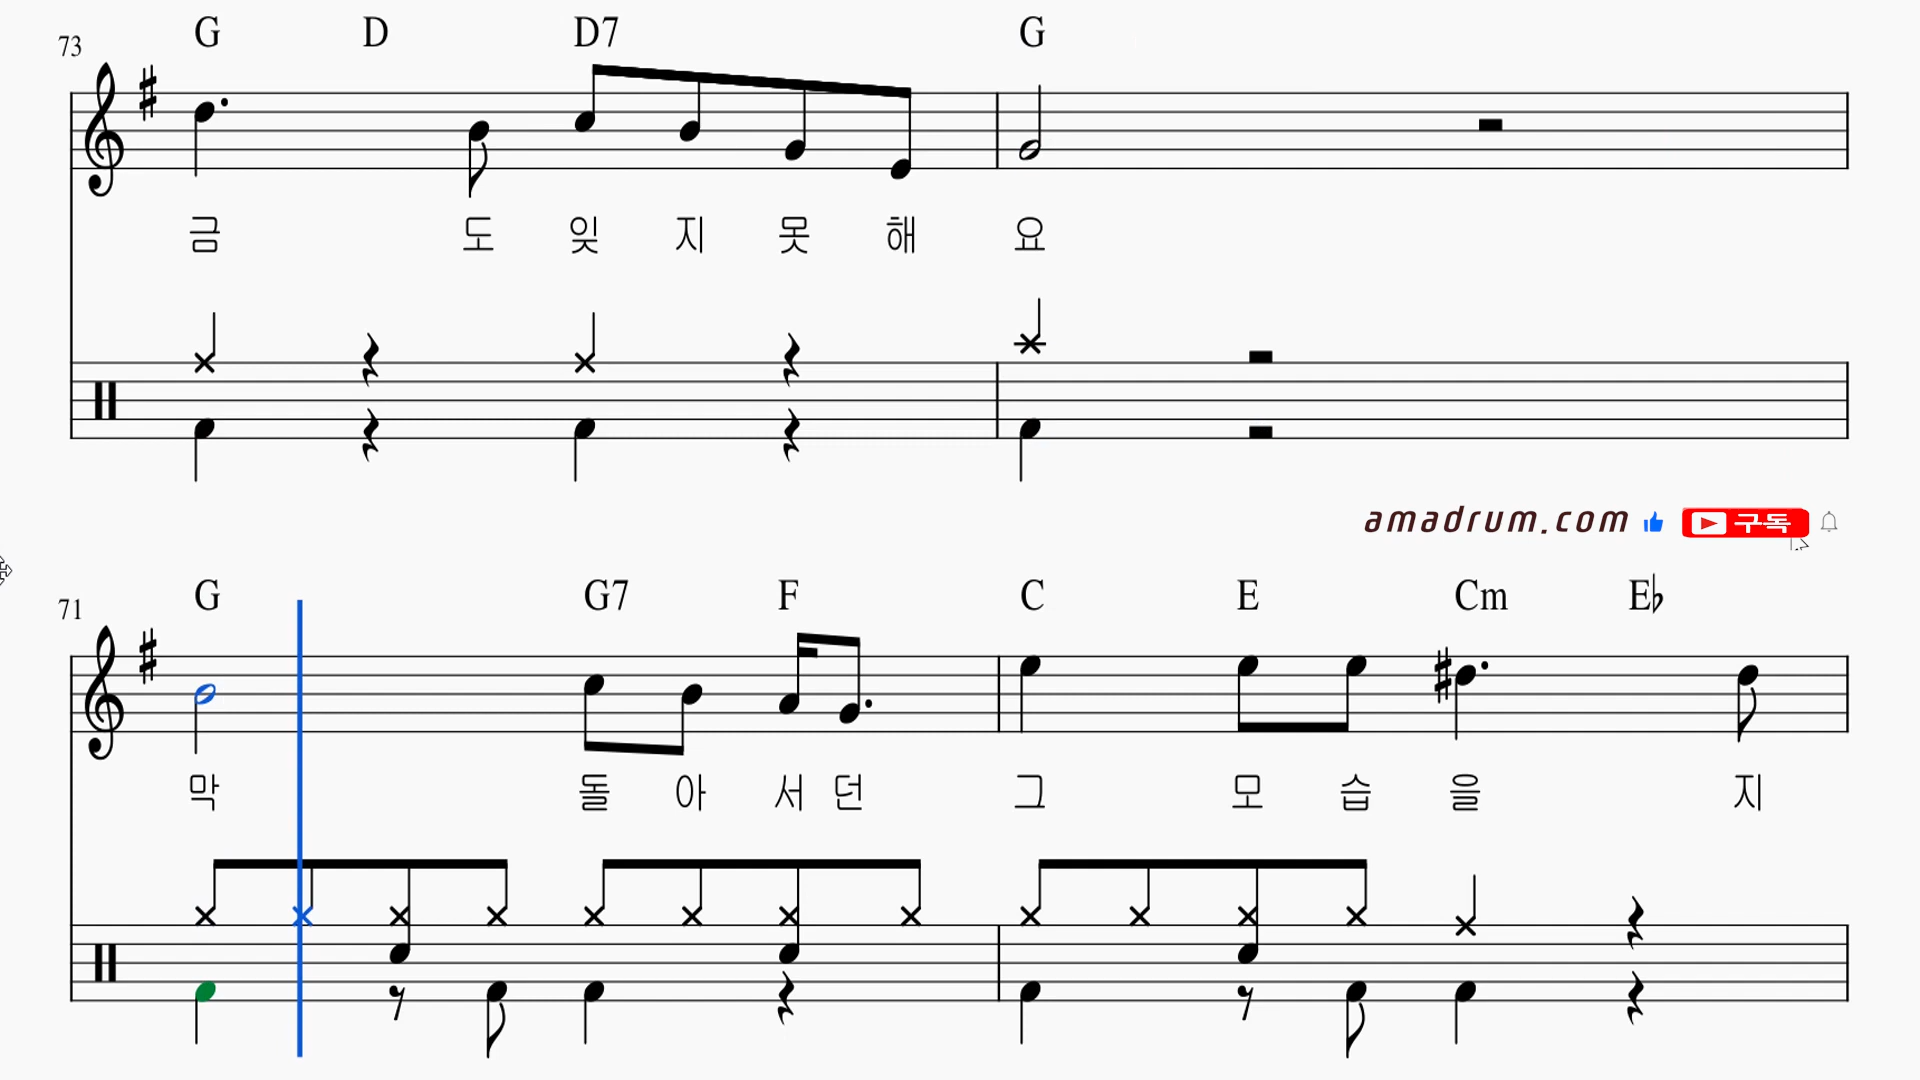 73 G D D7 G
금 도 잊 지 못 해 요
amadrum.com 구독
71 G G7 F C E Cm E♭
막 돌 아 서 던 그 모 습 을 지